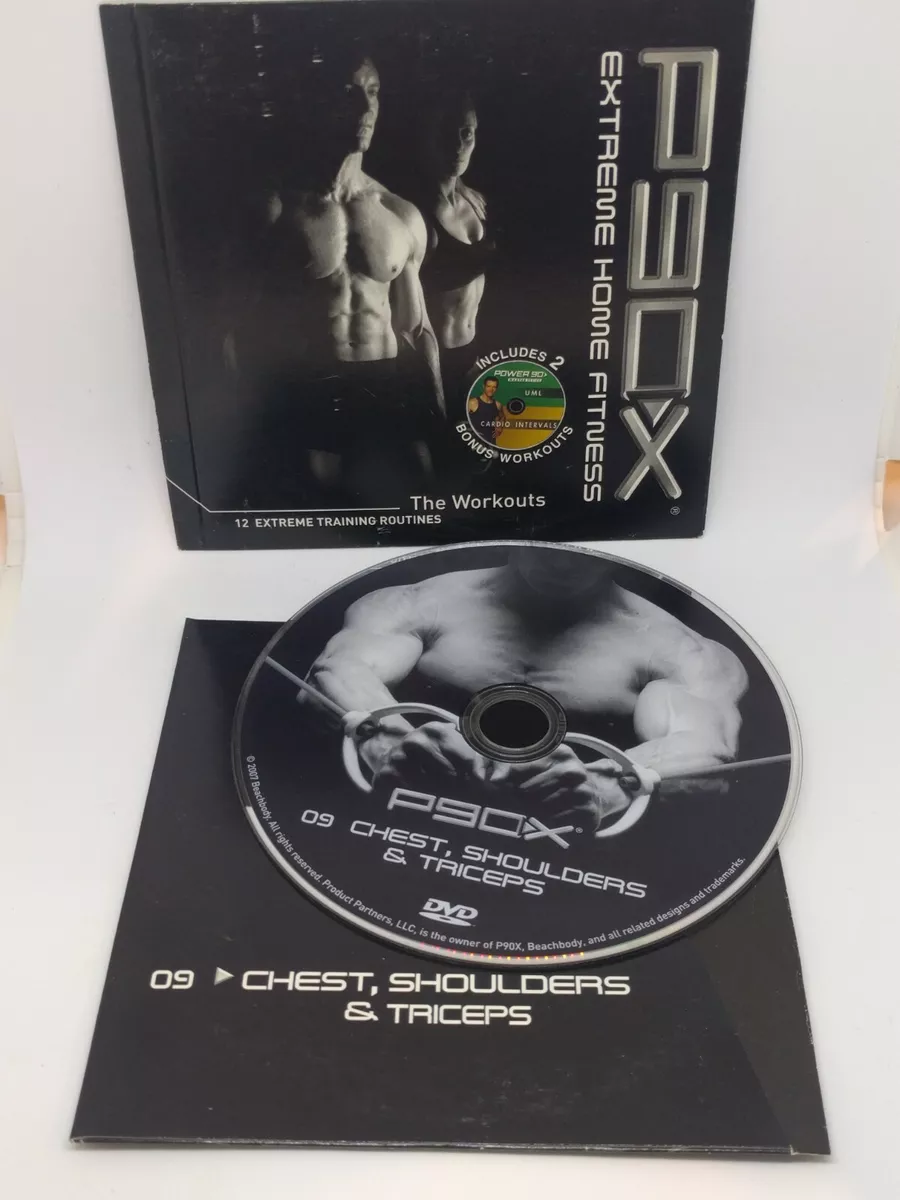 P90X
®
EXTREME HOME FITNESS
INCLUDES 2
POWER 90
UML
CARDIO INTERVALS
BONUS WORKOUTS
The Workouts
12 EXTREME TRAINING ROUTINES
P90X®
09 CHEST, SHOULDERS
& TRICEPS
DVD
© 2007 Beachbody. All rights reserved. Product Partners, LLC, is the owner of P90X, Beachbody, and all related designs and trademarks.
09 CHEST, SHOULDERS
& TRICEPS